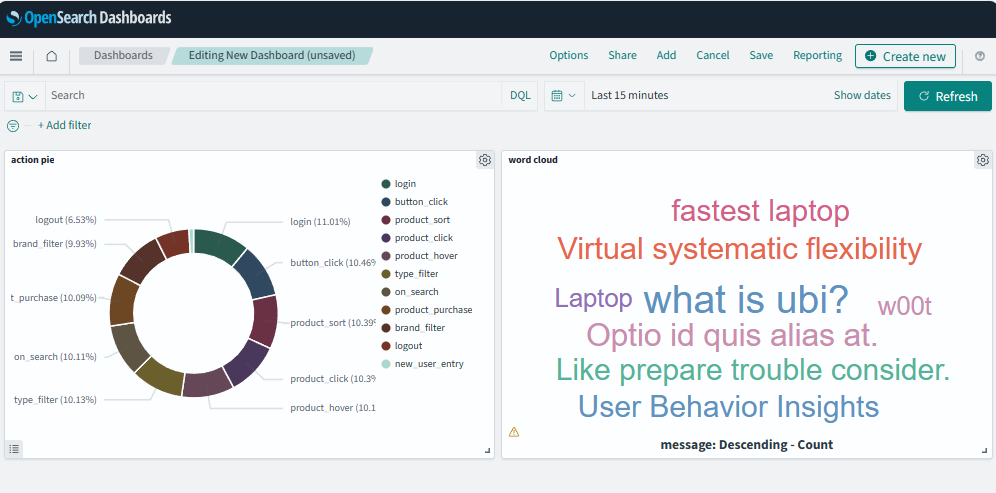 OpenSearch Dashboards
Dashboards
Editing New Dashboard (unsaved)
Options
Share
Add
Cancel
Save
Reporting
Create new
Search
DQL
Last 15 minutes
Show dates
Refresh
+ Add filter
action pie
logout (6.53%)
brand_filter (9.93%)
t_purchase (10.09%)
on_search (10.11%)
type_filter (10.13%)
login (11.01%)
button_click (10.46%
product_sort (10.39%
product_click (10.3%
product_hover (10.1
login
button_click
product_sort
product_click
product_hover
type_filter
on_search
product_purchase
brand_filter
logout
new_user_entry
word cloud
fastest laptop
Virtual systematic flexibility
Laptop
what is ubi?
w00t
Optio id quis alias at.
Like prepare trouble consider.
User Behavior Insights
message: Descending - Count